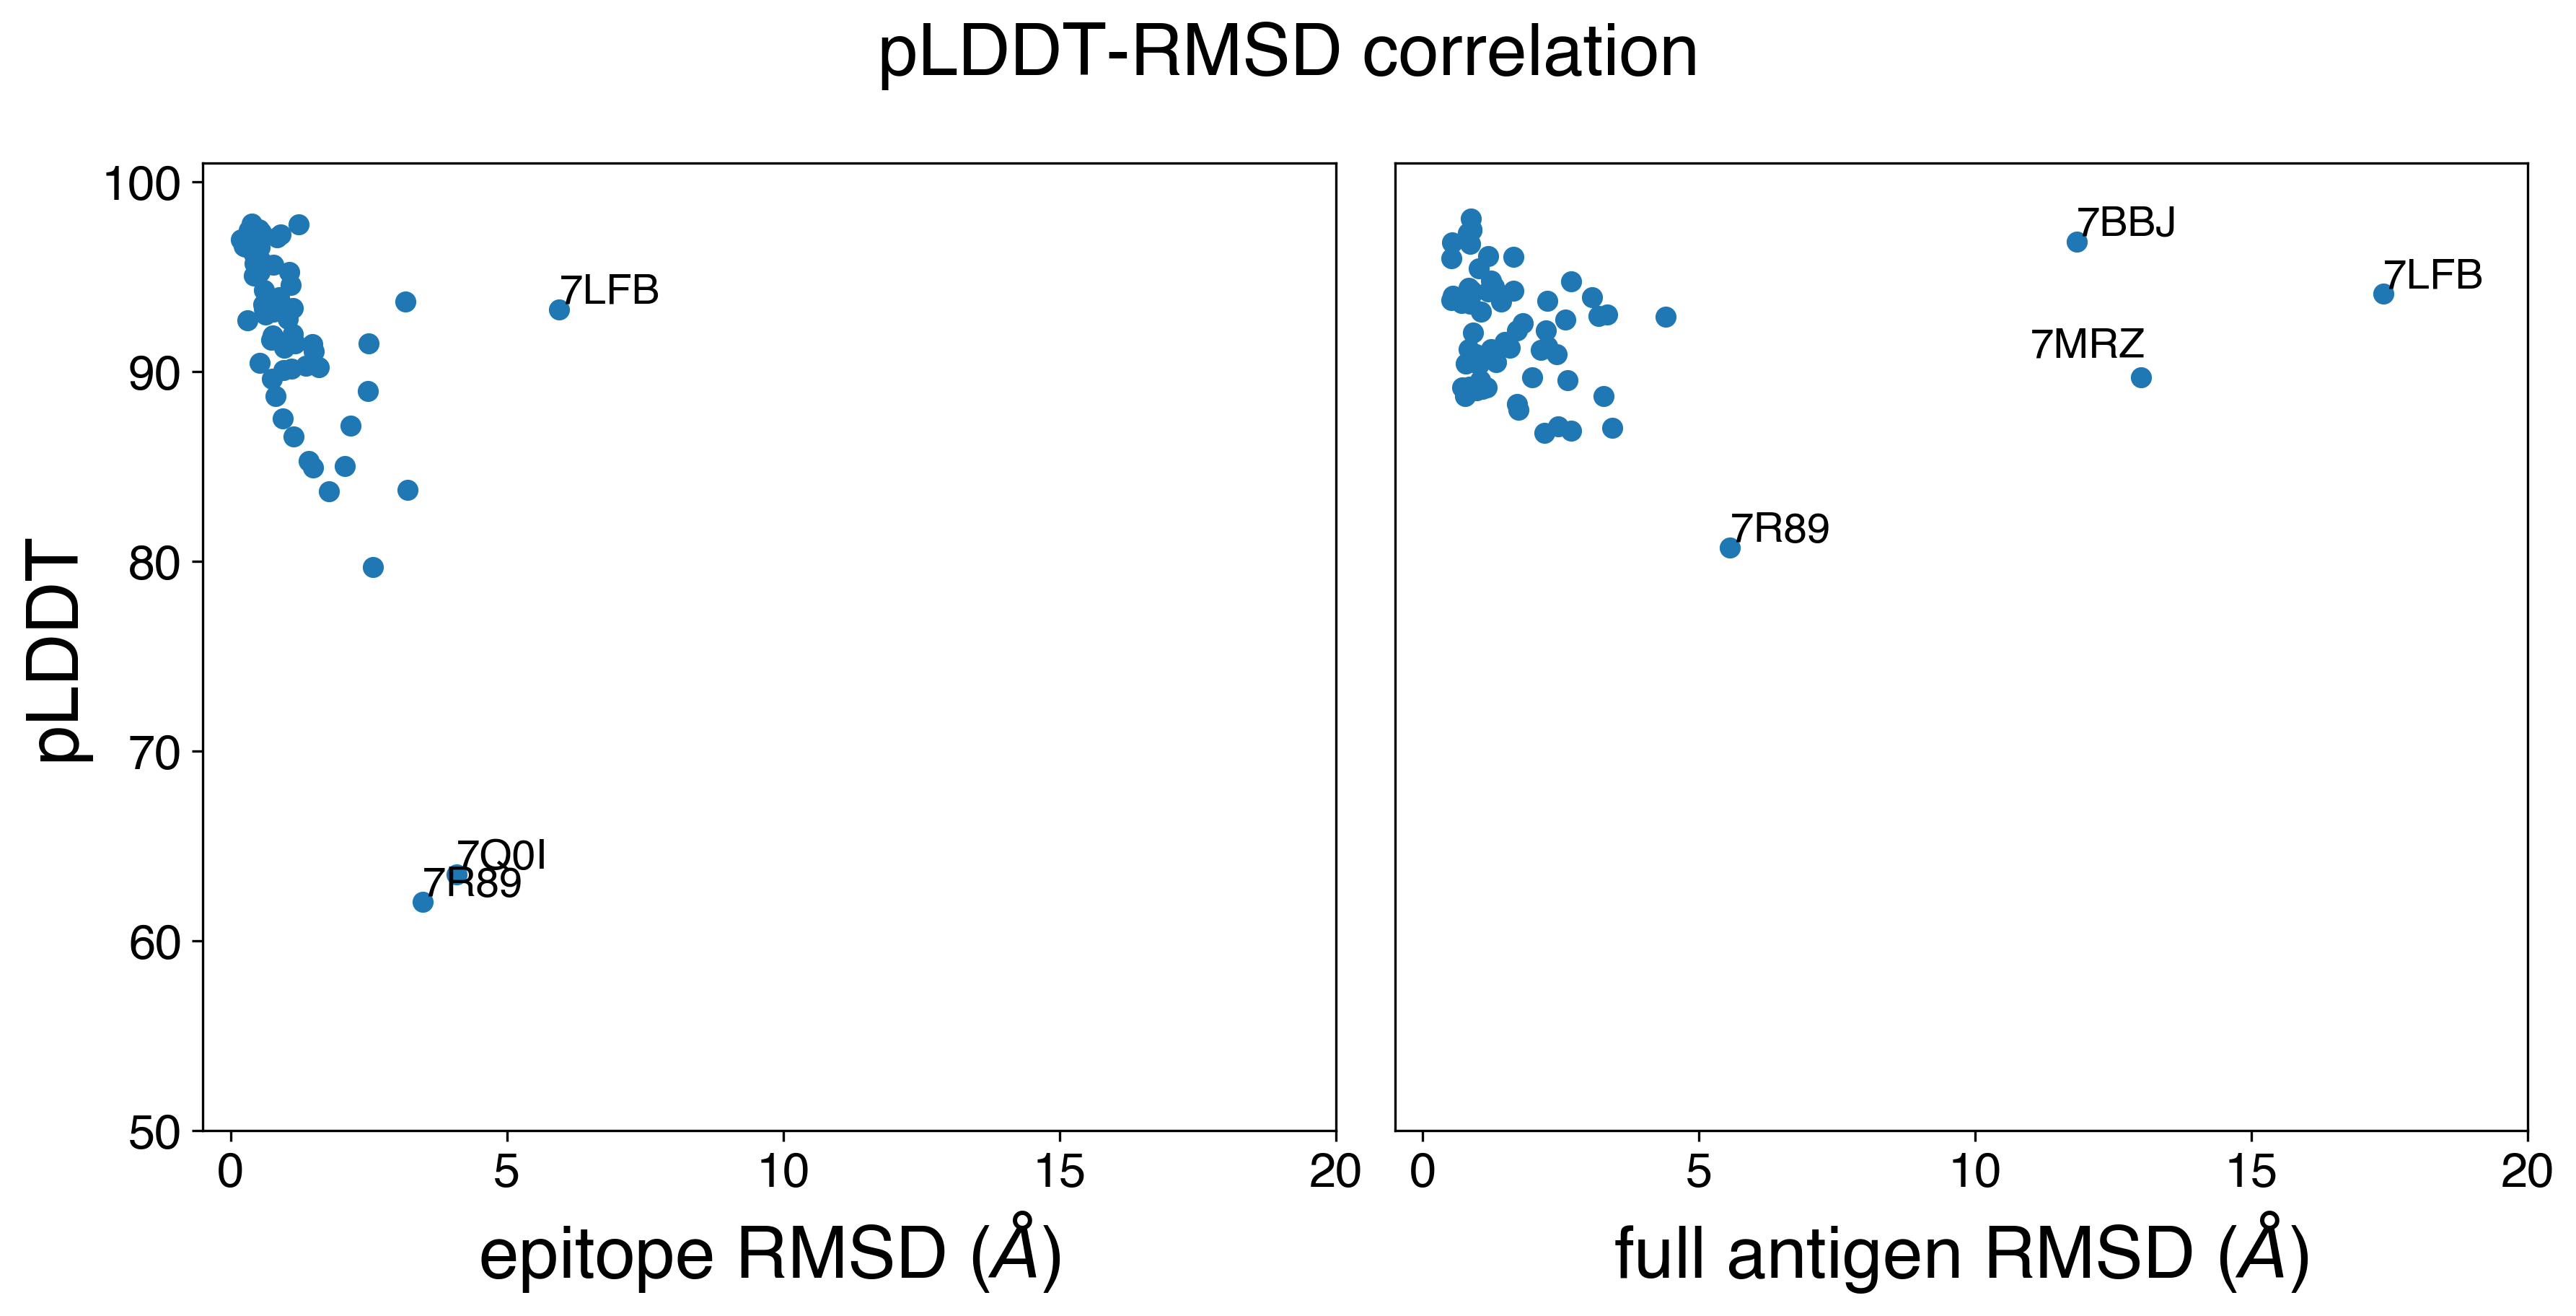 pLDDT-RMSD correlation
pLDDT
100
90
80
70
60
50
7LFB
7Q0I
7R89
0 5 10 15 20
epitope RMSD (Å)
7BBJ
7LFB
7MRZ
7R89
0 5 10 15 20
full antigen RMSD (Å)